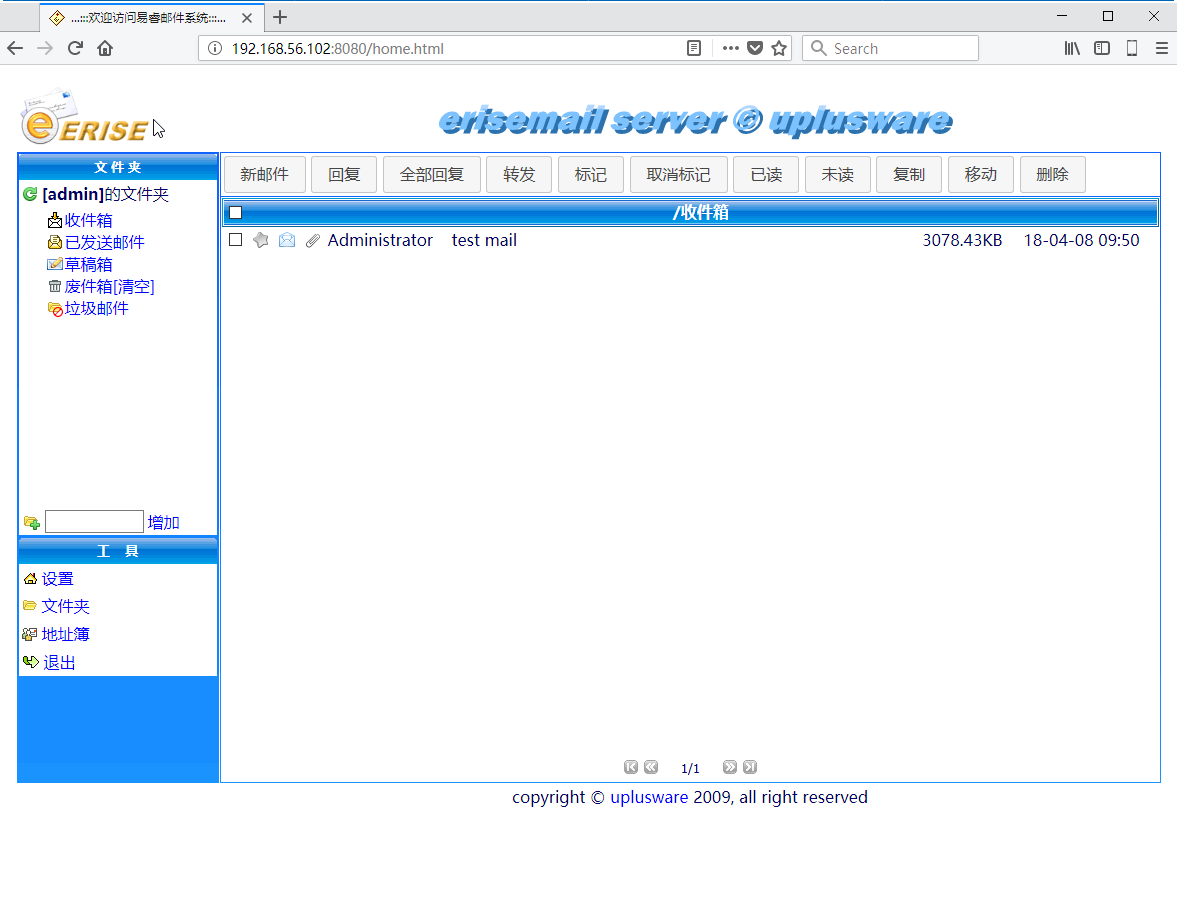 ...:::欢迎访问易睿邮件系统:::...
192.168.56.102:8080/home.html
Search
e ERISE
erisemail server © uplusware
文件夹
[admin]的文件夹
收件箱
已发送邮件
草稿箱
废件箱[清空]
垃圾邮件
增加
工 具
设置
文件夹
地址簿
退出
新邮件 回复 全部回复 转发 标记 取消标记 已读 未读 复制 移动 删除
/收件箱
Administrator test mail 3078.43KB 18-04-08 09:50
1/1
copyright © uplusware 2009, all right reserved